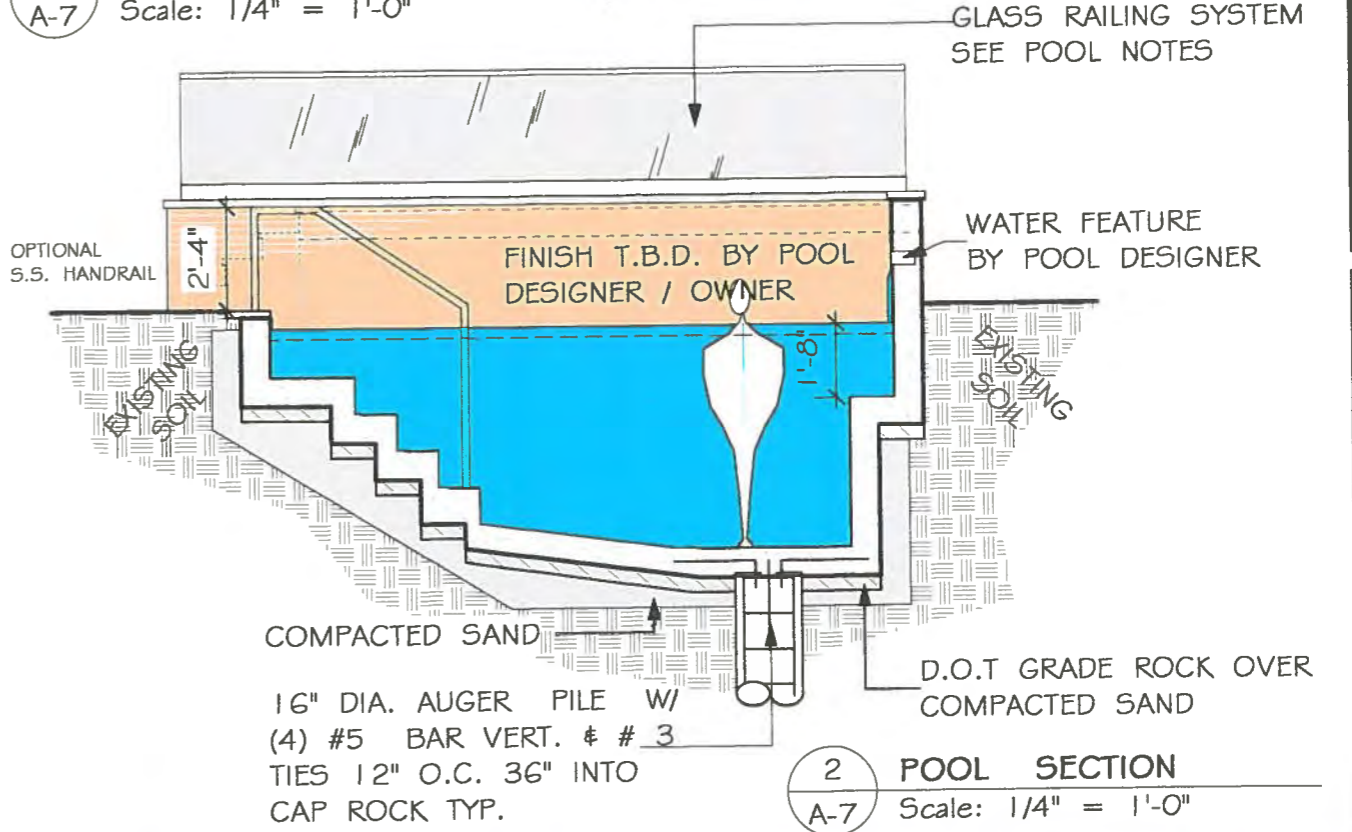 A-7 Scale: 1/4" = 1'-0"
GLASS RAILING SYSTEM
SEE POOL NOTES
OPTIONAL
S.S. HANDRAIL
2'-4"
FINISH T.B.D. BY POOL
DESIGNER / OWNER
WATER FEATURE
BY POOL DESIGNER
1'-8"
EXISTING
SOIL
EXISTING
SOIL
COMPACTED SAND
16" DIA. AUGER PILE W/
(4) #5 BAR VERT. & # 3
TIES 12" O.C. 36" INTO
CAP ROCK TYP.
D.O.T GRADE ROCK OVER
COMPACTED SAND
2 POOL SECTION
A-7 Scale: 1/4" = 1'-0"